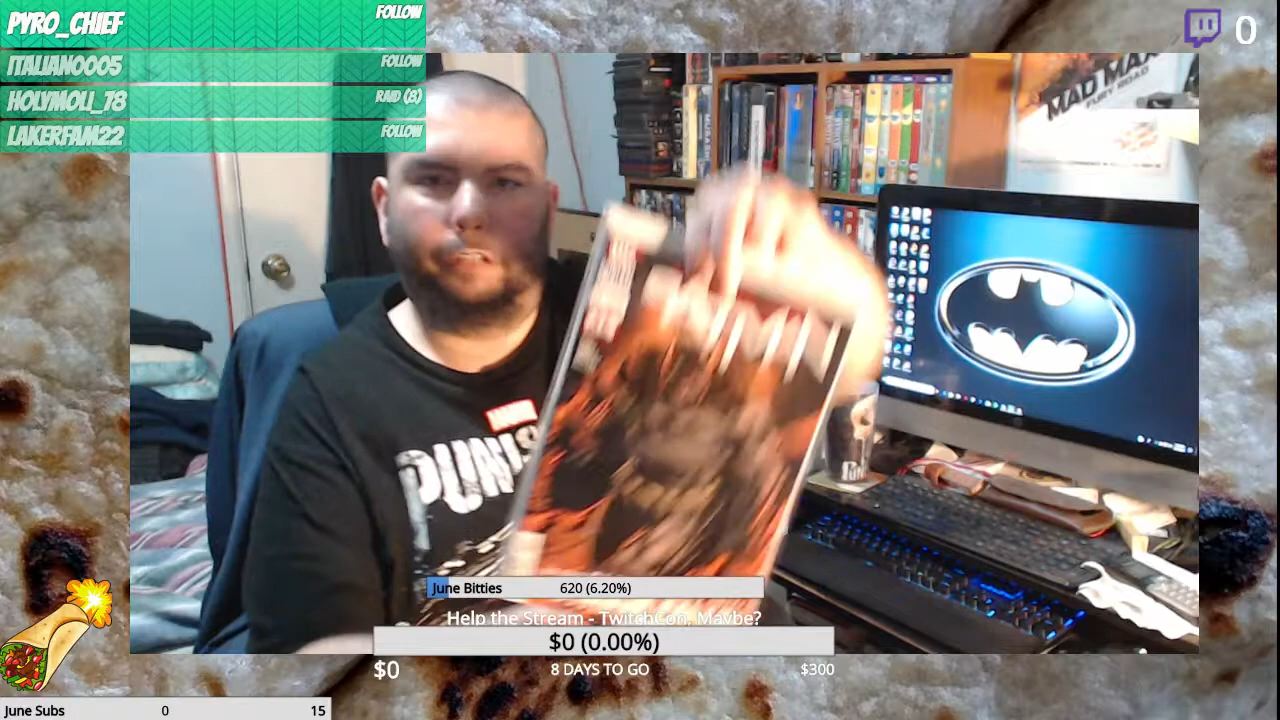 PYRO_CHIEF FOLLOW
ITALIANO005 FOLLOW
HOLYMOLI_78 RAID (8)
LAKERFAM22 FOLLOW
0
MAD MAX
FURY ROAD
MARVEL
PUNIS
June Bitties 620 (6.20%)
Help the Stream - TwitchCon, Maybe?
$0 (0.00%)
$0 8 DAYS TO GO $300
June Subs 0 15